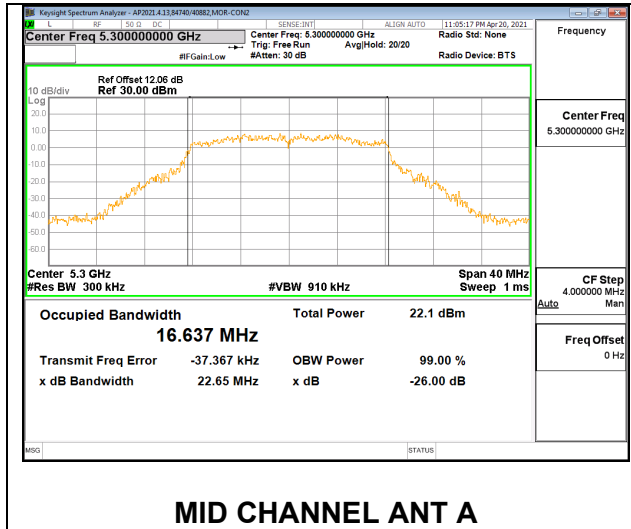 Keysight Spectrum Analyzer - AP2021.4.13,84740/40882,MOR-CON2
L RF 50 Ω DC SENSE:INT ALIGN AUTO 11:05:17 PM Apr 20, 2021
Center Freq 5.300000000 GHz
Center Freq: 5.300000000 GHz
Radio Std: None
Trig: Free Run Avg|Hold: 20/20
#IFGain:Low
#Atten: 30 dB
Radio Device: BTS
Frequency
Ref Offset 12.06 dB
10 dB/div Ref 30.00 dBm
Log
20.0
10.0
0.00
-10.0
-20.0
-30.0
-40.0
-50.0
-60.0
Center Freq
5.300000000 GHz
Center 5.3 GHz
Span 40 MHz
#Res BW 300 kHz
#VBW 910 kHz
Sweep 1 ms
CF Step
4.000000 MHz
Auto Man
Freq Offset
0 Hz
Occupied Bandwidth
16.637 MHz
Total Power 22.1 dBm
Transmit Freq Error -37.367 kHz
OBW Power 99.00 %
x dB Bandwidth 22.65 MHz
x dB -26.00 dB
MSG
STATUS
MID CHANNEL ANT A